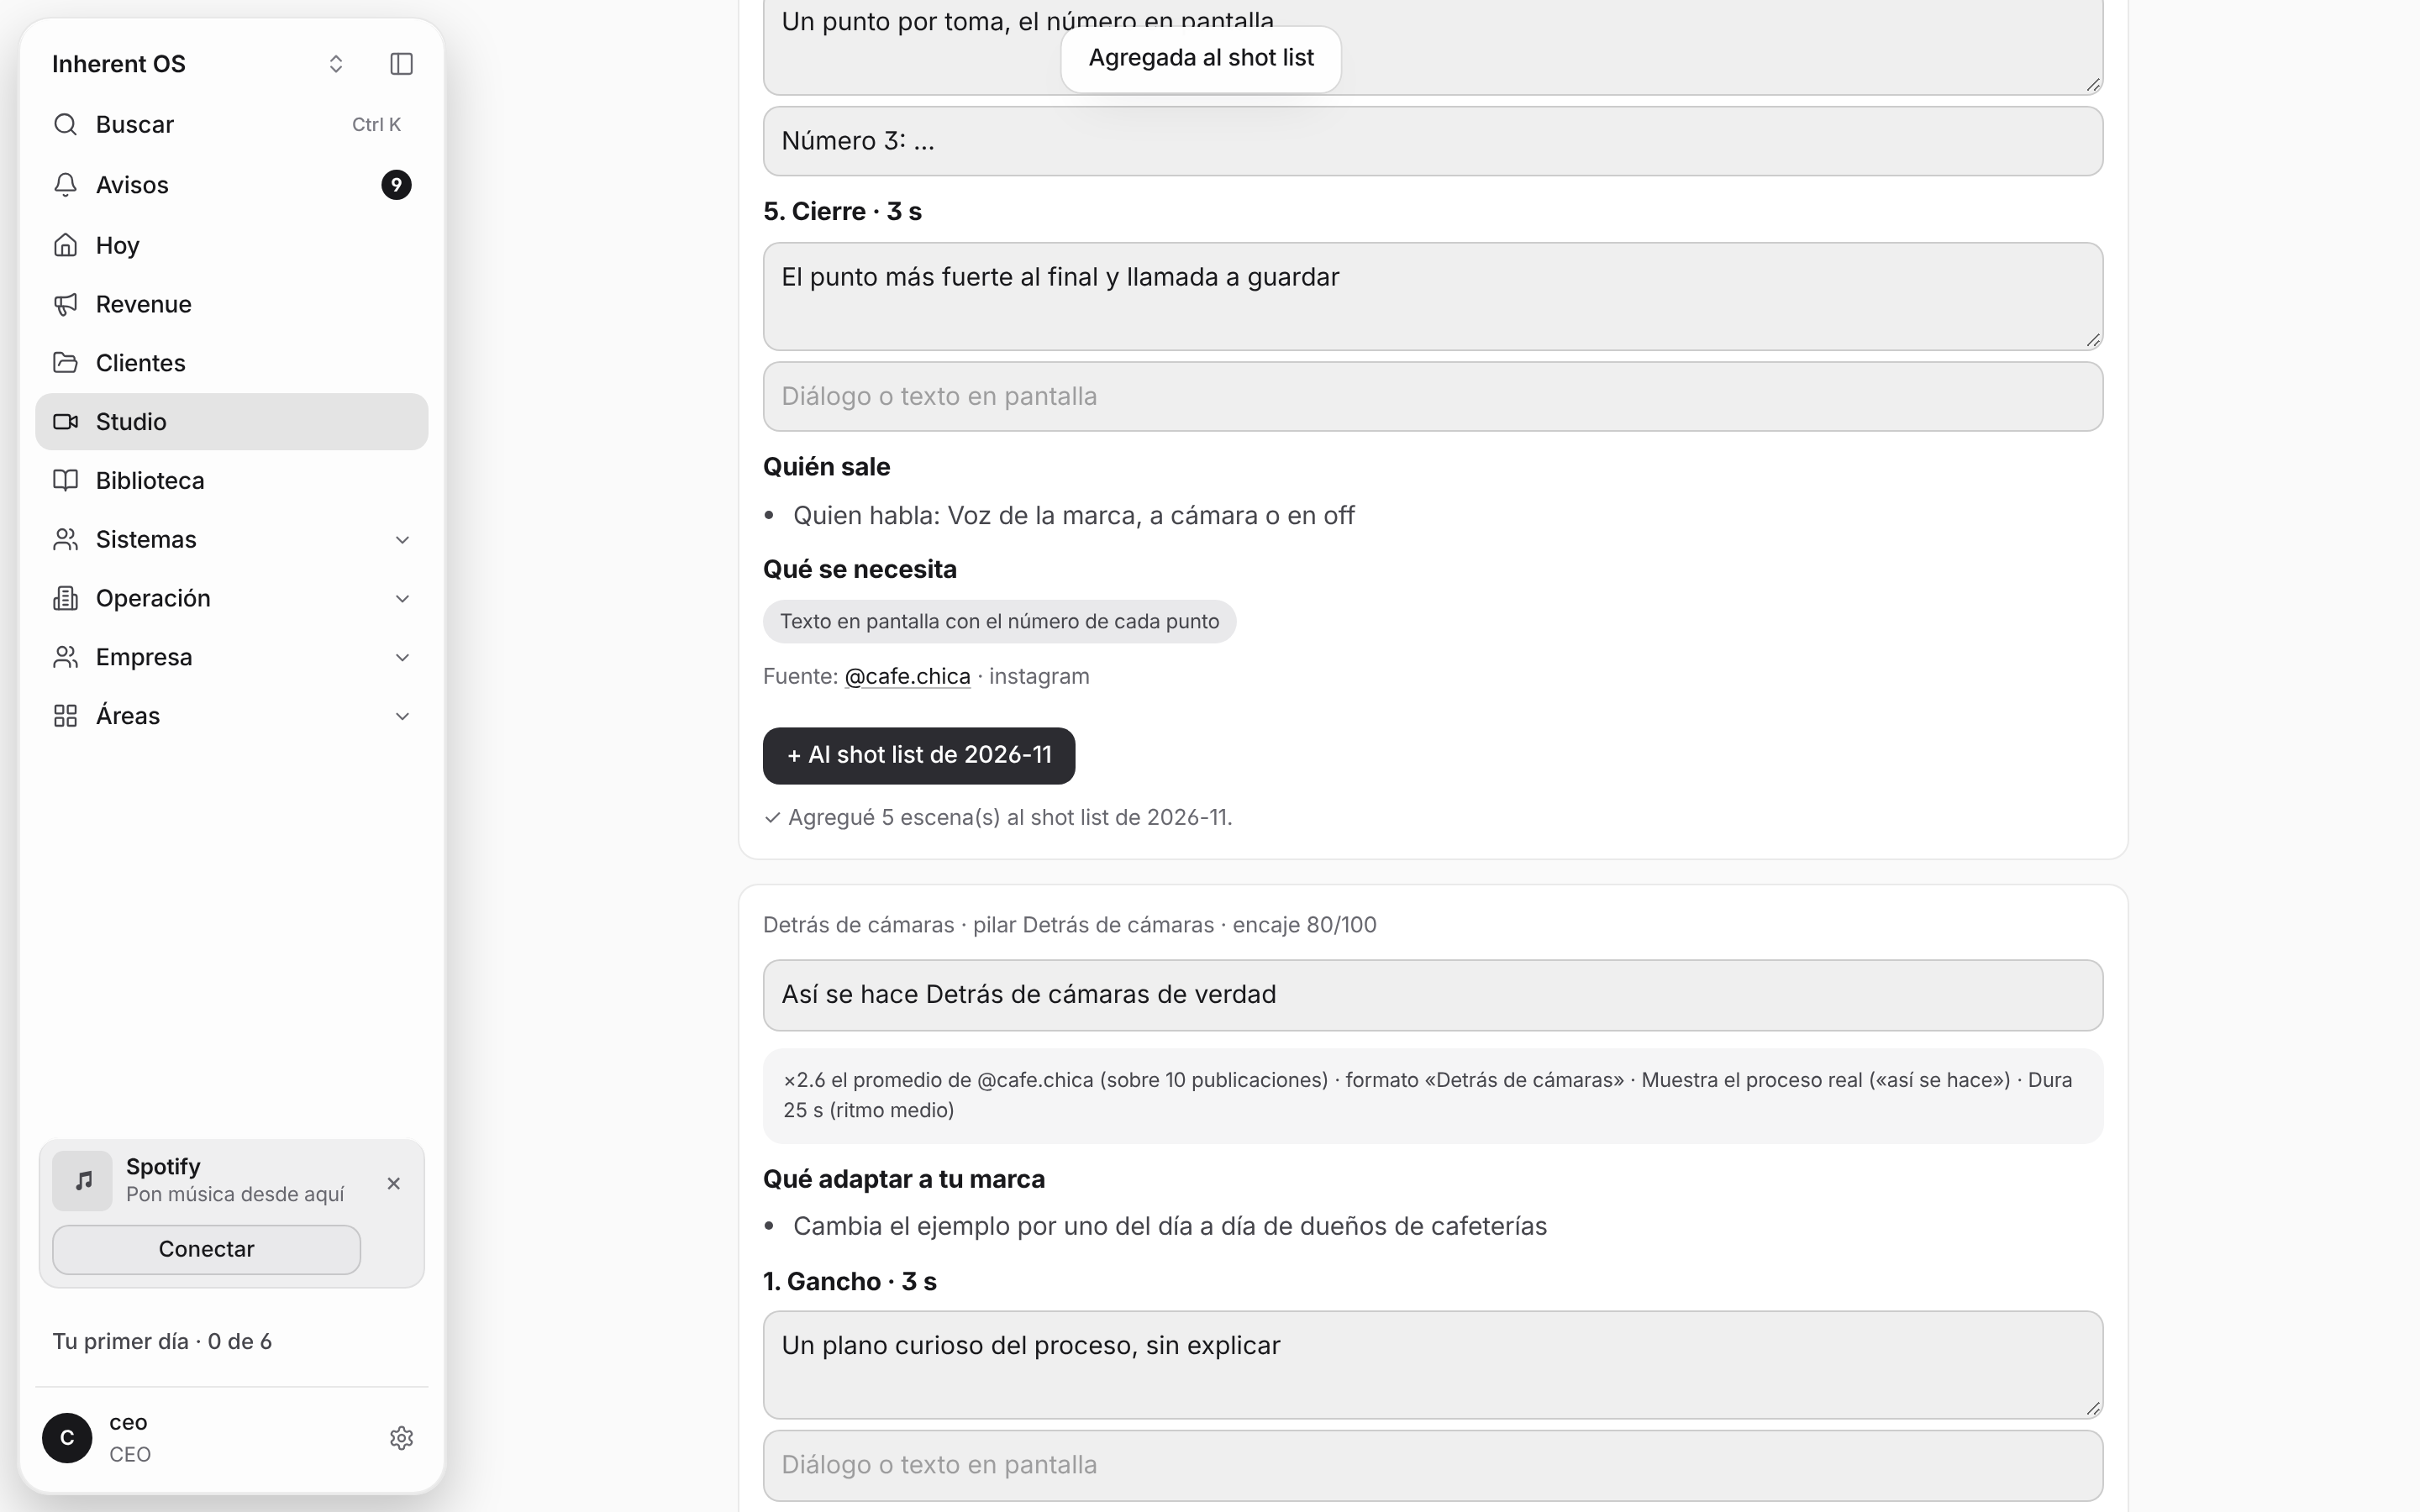 Inherent OS
Buscar
Ctrl K
Avisos
9
Hoy
Revenue
Clientes
Studio
Biblioteca
Sistemas
Operación
Empresa
Áreas
Spotify
Pon música desde aquí
Conectar
Tu primer día · 0 de 6
C
ceo
CEO
Un punto por toma, el número en pantalla
Agregada al shot list
Número 3: ...
5. Cierre · 3 s
El punto más fuerte al final y llamada a guardar
Diálogo o texto en pantalla
Quién sale
• Quien habla: Voz de la marca, a cámara o en off
Qué se necesita
Texto en pantalla con el número de cada punto
Fuente: @cafe.chica · instagram
+ Al shot list de 2026-11
✓ Agregué 5 escena(s) al shot list de 2026-11.
Detrás de cámaras · pilar Detrás de cámaras · encaje 80/100
Así se hace Detrás de cámaras de verdad
×2.6 el promedio de @cafe.chica (sobre 10 publicaciones) · formato «Detrás de cámaras» · Muestra el proceso real («así se hace») · Dura
25 s (ritmo medio)
Qué adaptar a tu marca
• Cambia el ejemplo por uno del día a día de dueños de cafeterías
1. Gancho · 3 s
Un plano curioso del proceso, sin explicar
Diálogo o texto en pantalla